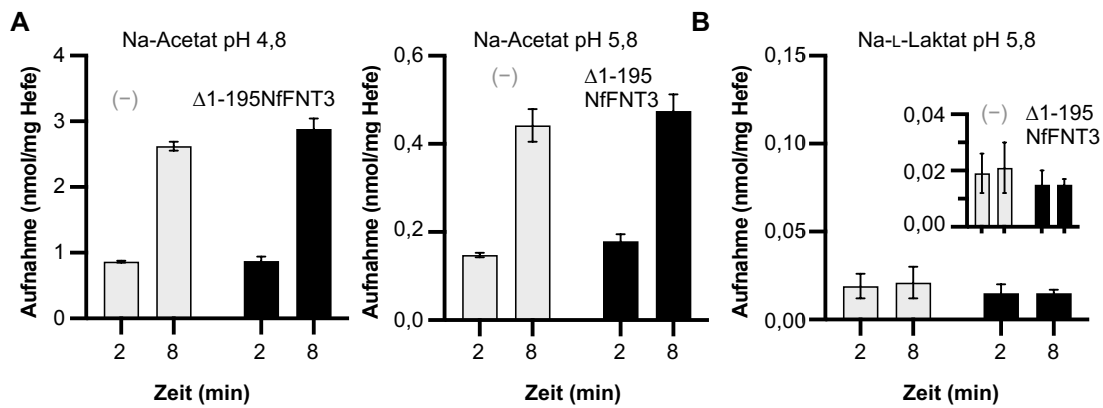 A
Na-Acetat pH 4,8
Aufnahme (nmol/mg Hefe)
4
3
2
1
0
(−)
Δ1-195NfFNT3
2
8
2
8
Zeit (min)
Na-Acetat pH 5,8
Aufnahme (nmol/mg Hefe)
0,6
0,4
0,2
0,0
(−)
Δ1-195
NfFNT3
2
8
2
8
Zeit (min)
B
Na-L-Laktat pH 5,8
Aufnahme (nmol/mg Hefe)
0,15
0,10
0,05
0,00
0,04
0,02
0,00
(−)
Δ1-195
NfFNT3
2
8
2
8
Zeit (min)